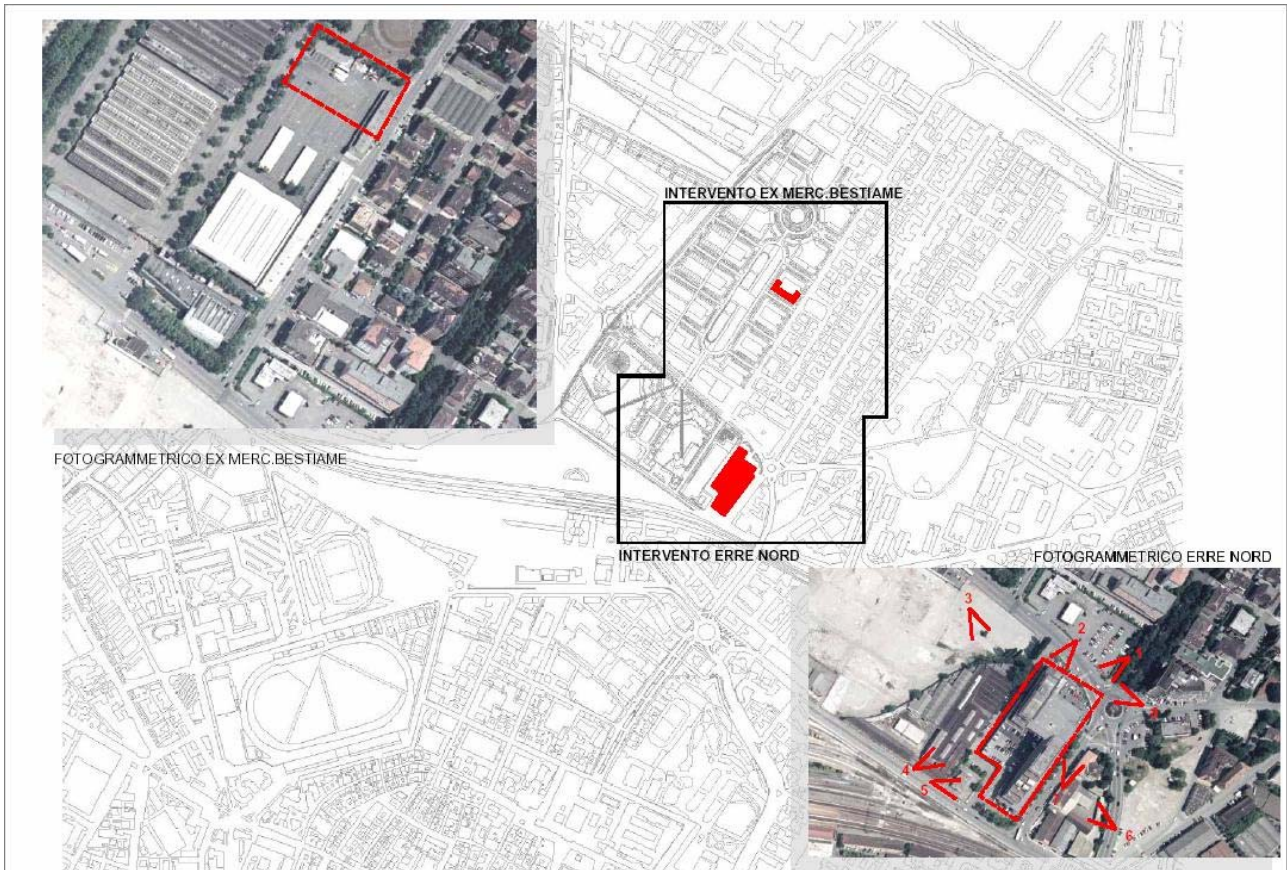 INTERVENTO EX MERC.BESTIAME
FOTOGRAMMETRICO EX MERC.BESTIAME
INTERVENTO ERRE NORD
FOTOGRAMMETRICO ERRE NORD
3
2
4
5
6